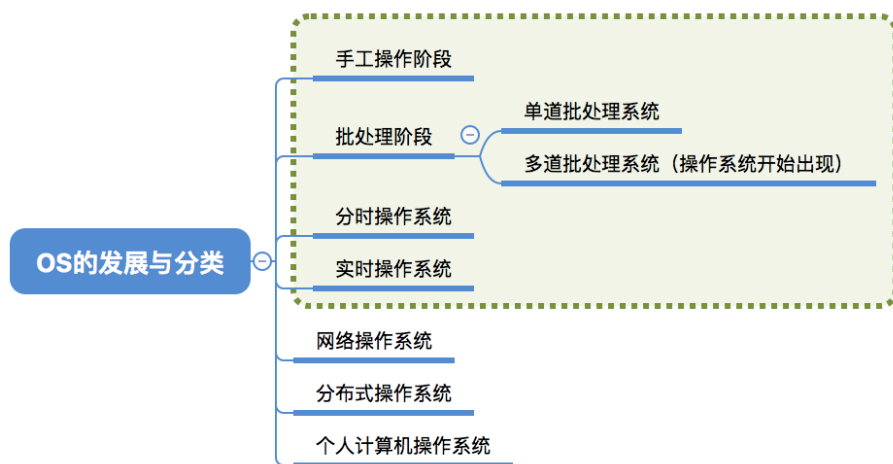 手工操作阶段
批处理阶段
单道批处理系统
多道批处理系统（操作系统开始出现）
分时操作系统
实时操作系统
OS的发展与分类
网络操作系统
分布式操作系统
个人计算机操作系统